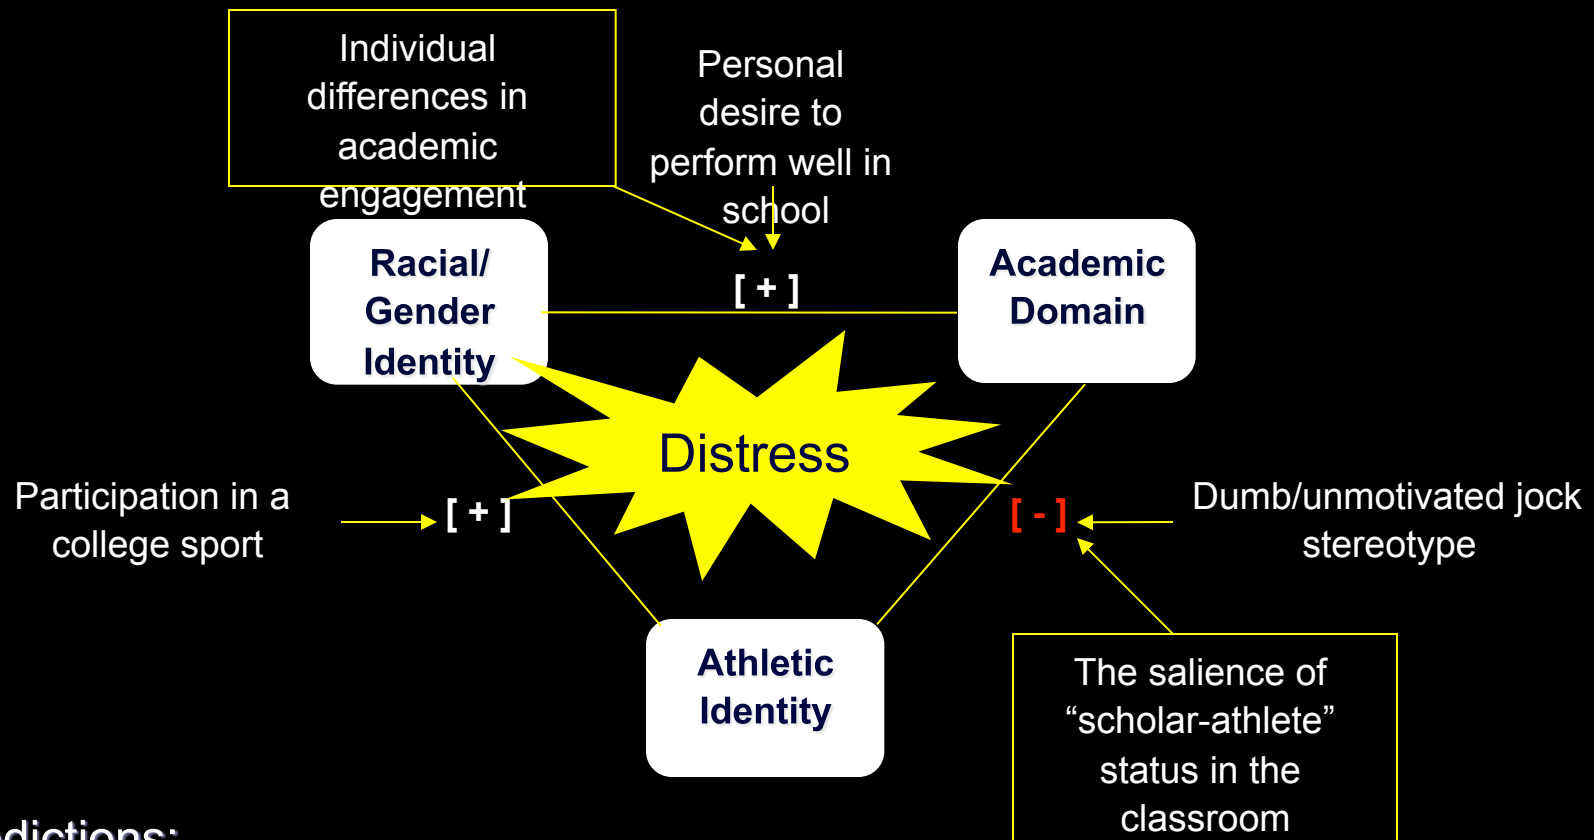 Individual
differences in
academic
engagement
Personal
desire to
perform well in
school
Racial/
Gender
Identity
[ + ]
Academic
Domain
Distress
Participation in a
college sport
[ + ]
[ - ]
Dumb/unmotivated jock
stereotype
Athletic
Identity
The salience of
“scholar-athlete”
status in the
classroom
edictions: